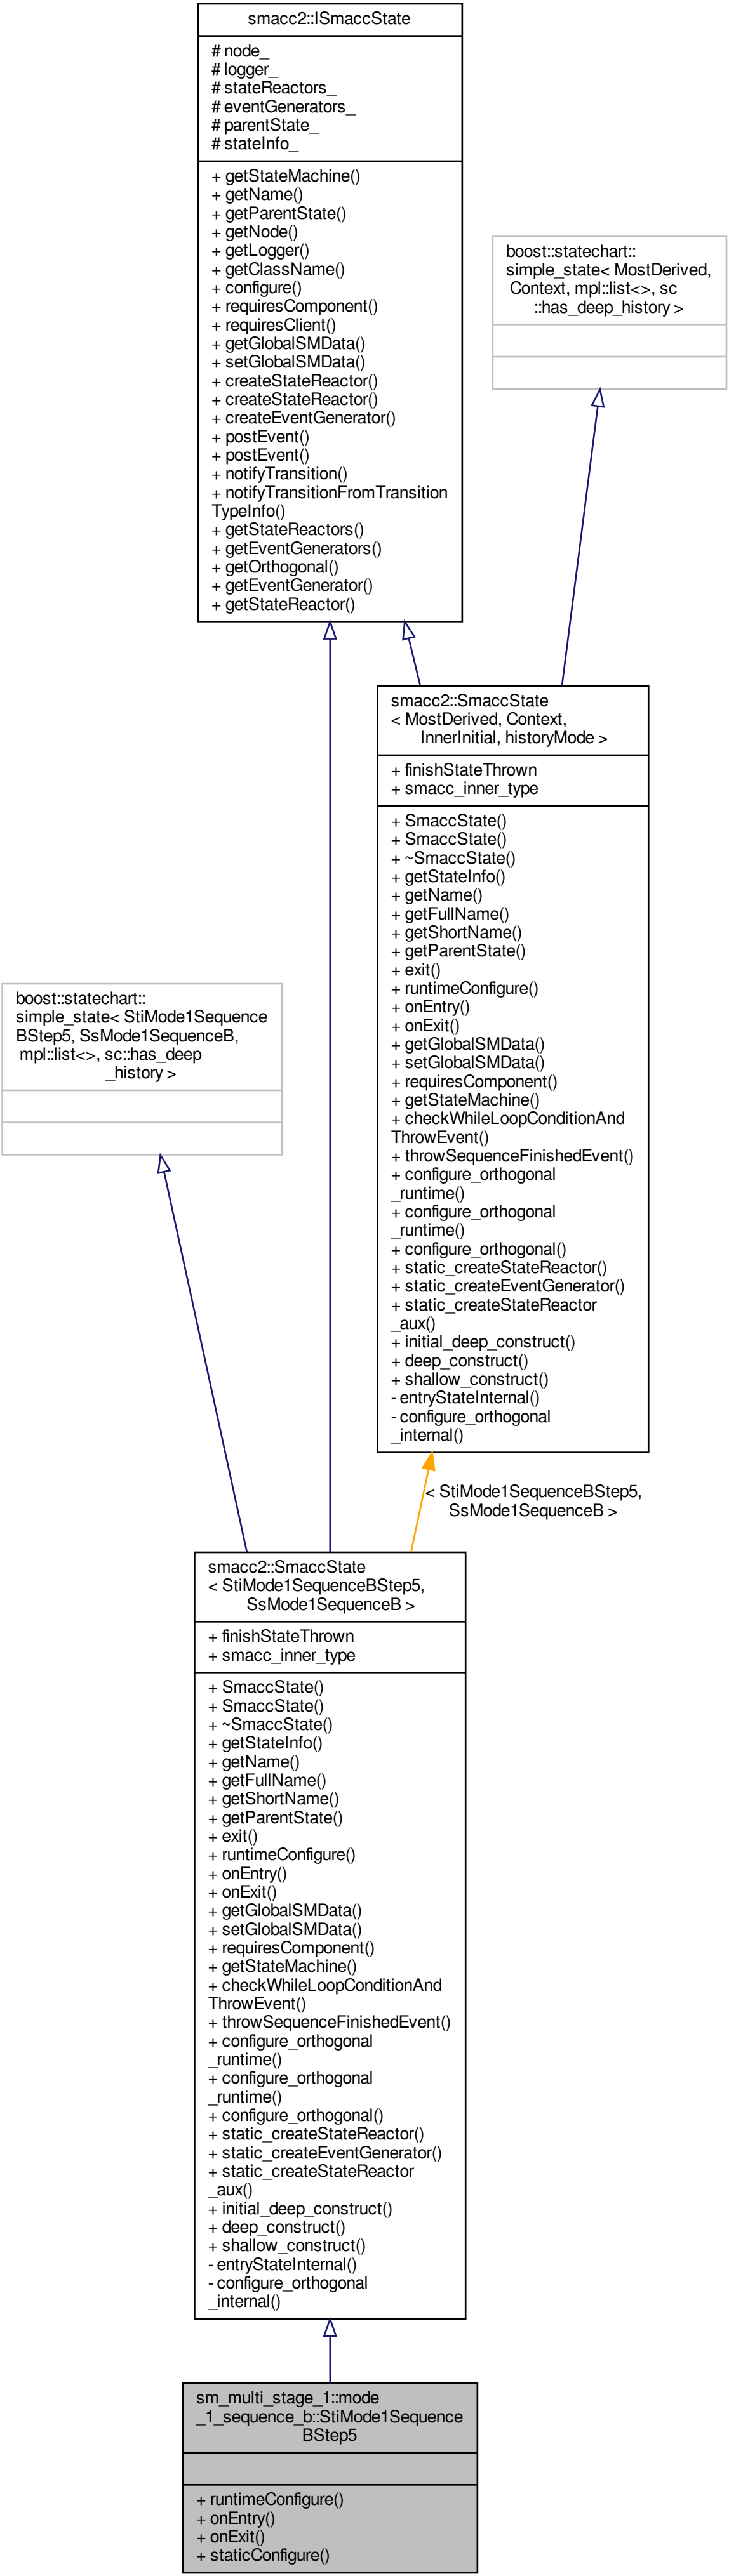 smacc2::ISmaccState
# node_
# logger_
# stateReactors_
# eventGenerators_
# parentState_
# stateInfo_
+ getStateMachine()
+ getName()
+ getParentState()
+ getNode()
+ getLogger()
+ getClassName()
+ configure()
+ requiresComponent()
+ requiresClient()
+ getGlobalSMData()
+ setGlobalSMData()
+ createStateReactor()
+ createStateReactor()
+ createEventGenerator()
+ postEvent()
+ postEvent()
+ notifyTransition()
+ notifyTransitionFromTransition
TypeInfo()
+ getStateReactors()
+ getEventGenerators()
+ getOrthogonal()
+ getEventGenerator()
+ getStateReactor()
boost::statechart::
simple_state< MostDerived,
Context, mpl::list<>, sc
::has_deep_history >
smacc2::SmaccState
< MostDerived, Context,
InnerInitial, historyMode >
+ finishStateThrown
+ smacc_inner_type
+ SmaccState()
+ SmaccState()
+ ~SmaccState()
+ getStateInfo()
+ getName()
+ getFullName()
+ getShortName()
+ getParentState()
+ exit()
+ runtimeConfigure()
+ onEntry()
+ onExit()
+ getGlobalSMData()
+ setGlobalSMData()
+ requiresComponent()
+ getStateMachine()
+ checkWhileLoopConditionAnd
ThrowEvent()
+ throwSequenceFinishedEvent()
+ configure_orthogonal
_runtime()
+ configure_orthogonal
_runtime()
+ configure_orthogonal()
+ static_createStateReactor()
+ static_createEventGenerator()
+ static_createStateReactor
_aux()
+ initial_deep_construct()
+ deep_construct()
+ shallow_construct()
- entryStateInternal()
- configure_orthogonal
_internal()
boost::statechart::
simple_state< StiMode1Sequence
BStep5, SsMode1SequenceB,
mpl::list<>, sc::has_deep
_history >
< StiMode1SequenceBStep5,
SsMode1SequenceB >
smacc2::SmaccState
< StiMode1SequenceBStep5,
SsMode1SequenceB >
+ finishStateThrown
+ smacc_inner_type
+ SmaccState()
+ SmaccState()
+ ~SmaccState()
+ getStateInfo()
+ getName()
+ getFullName()
+ getShortName()
+ getParentState()
+ exit()
+ runtimeConfigure()
+ onEntry()
+ onExit()
+ getGlobalSMData()
+ setGlobalSMData()
+ requiresComponent()
+ getStateMachine()
+ checkWhileLoopConditionAnd
ThrowEvent()
+ throwSequenceFinishedEvent()
+ configure_orthogonal
_runtime()
+ configure_orthogonal
_runtime()
+ configure_orthogonal()
+ static_createStateReactor()
+ static_createEventGenerator()
+ static_createStateReactor
_aux()
+ initial_deep_construct()
+ deep_construct()
+ shallow_construct()
- entryStateInternal()
- configure_orthogonal
_internal()
sm_multi_stage_1::mode
_1_sequence_b::StiMode1Sequence
BStep5
+ runtimeConfigure()
+ onEntry()
+ onExit()
+ staticConfigure()